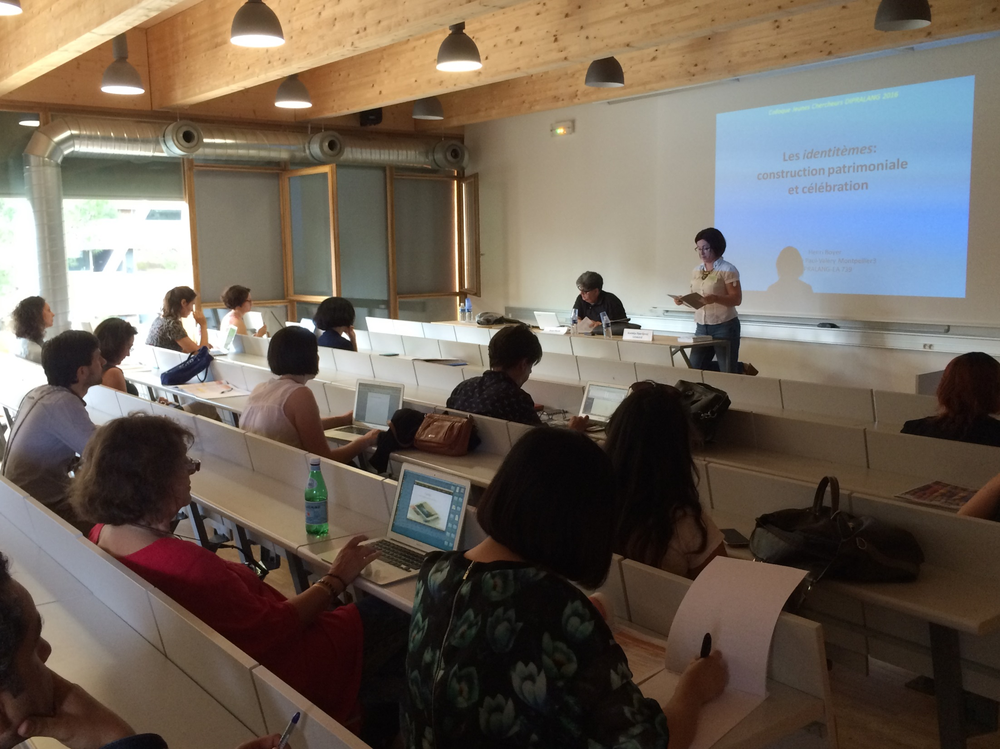 Colloque Jeunes Chercheurs DIPRALANG 2016
Les identitèmes:
construction patrimoniale
et célébration
Henri Boyer
Paul-Valéry Montpellier3
PRALANG-EA 739